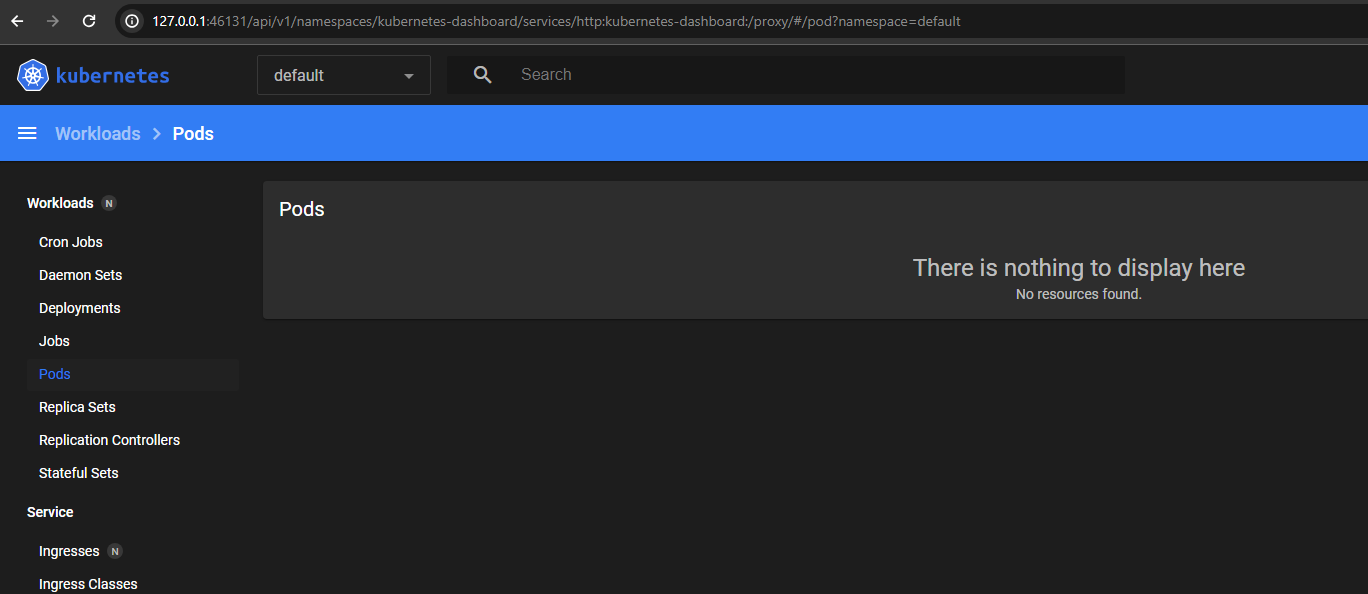 127.0.0.1:46131/api/v1/namespaces/kubernetes-dashboard/services/http:kubernetes-dashboard:/proxy/#/pod?namespace=default
kubernetes
default
Search
Workloads > Pods
Workloads N
Cron Jobs
Daemon Sets
Deployments
Jobs
Pods
Replica Sets
Replication Controllers
Stateful Sets
Service
Ingresses N
Ingress Classes
Pods
There is nothing to display here
No resources found.